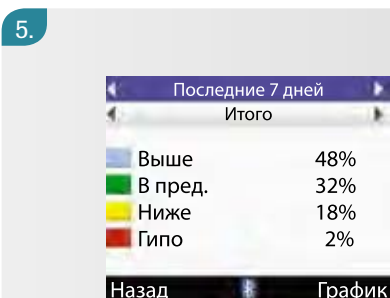 5.
Последние 7 дней
Итого
Выше 48%
В пред. 32%
Ниже 18%
Гипо 2%
Назад График